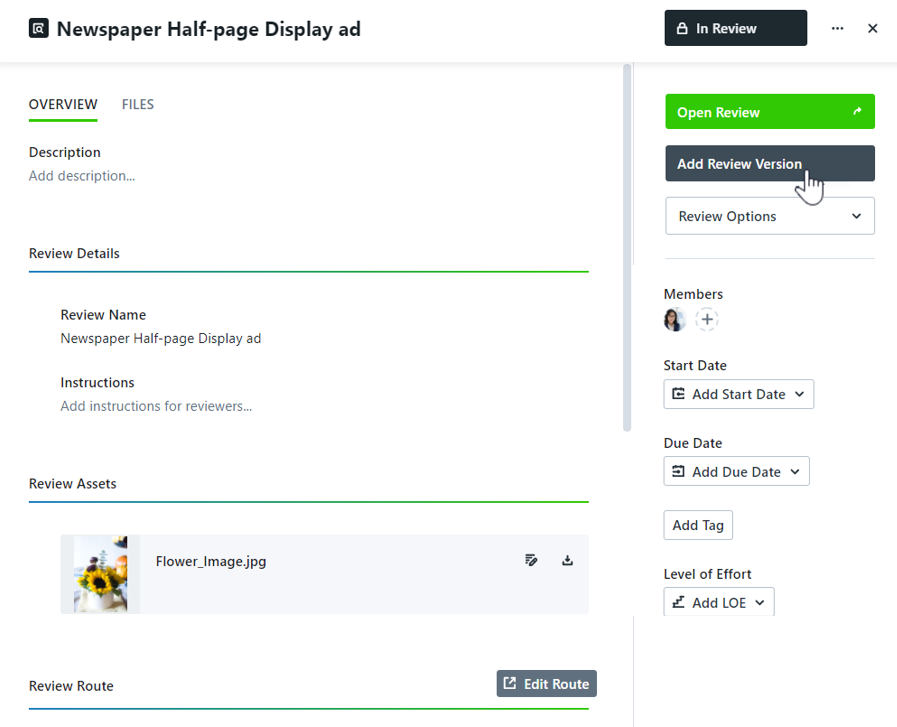 Newspaper Half-page Display ad
In Review
OVERVIEW
FILES
Description
Add description...
Review Details
Review Name
Newspaper Half-page Display ad
Instructions
Add instructions for reviewers...
Review Assets
Flower_Image.jpg
Review Route
Edit Route
Open Review
Add Review Version
Review Options
Members
Start Date
Add Start Date
Due Date
Add Due Date
Add Tag
Level of Effort
Add LOE